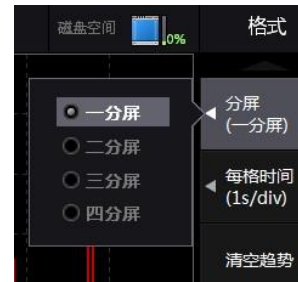 磁盘空间 0% 格式
一分屏
二分屏
三分屏
四分屏
分屏
(一分屏)
每格时间
(1s/div)
清空趋势